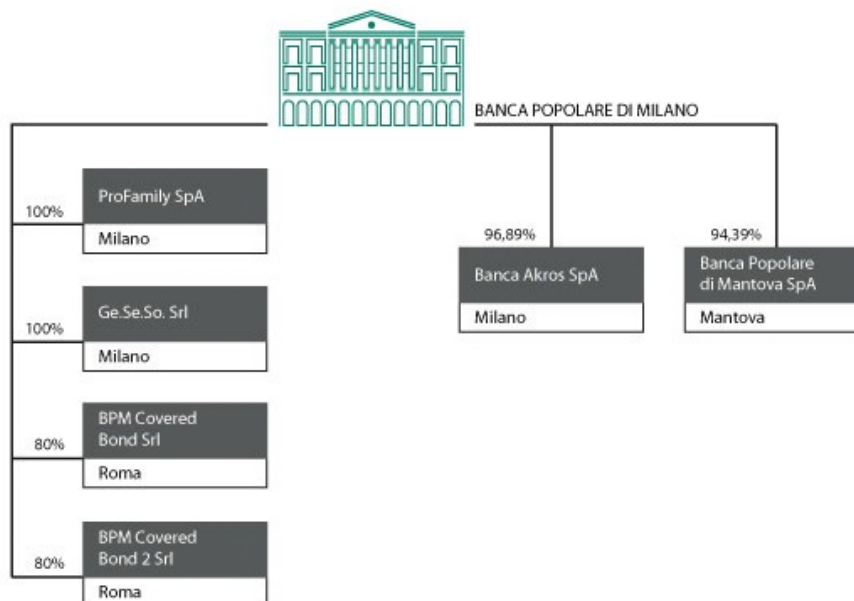 BANCA POPOLARE DI MILANO
100%
ProFamily SpA
Milano
100%
Ge.Se.So. Srl
Milano
80%
BPM Covered
Bond Srl
Roma
80%
BPM Covered
Bond 2 Srl
Roma
96,89%
Banca Akros SpA
Milano
94,39%
Banca Popolare
di Mantova SpA
Mantova